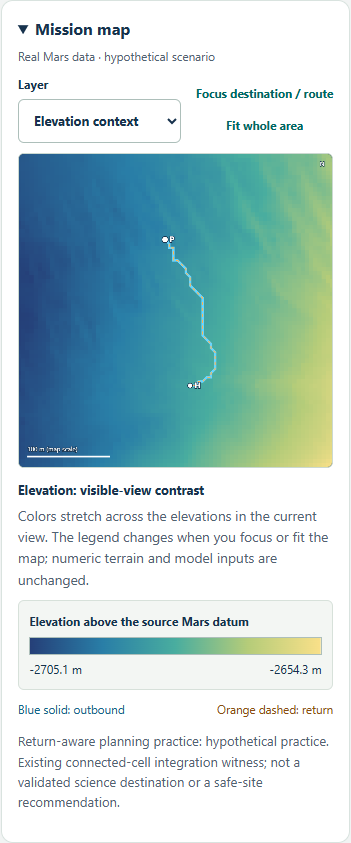 ▼ Mission map
Real Mars data · hypothetical scenario
Layer
Focus destination / route
Elevation context
Fit whole area
N
P
H
100 m (map scale)
Elevation: visible-view contrast
Colors stretch across the elevations in the current
view. The legend changes when you focus or fit the
map; numeric terrain and model inputs are
unchanged.
Elevation above the source Mars datum
-2705.1 m
-2654.3 m
Blue solid: outbound
Orange dashed: return
Return-aware planning practice: hypothetical practice.
Existing connected-cell integration witness; not a
validated science destination or a safe-site
recommendation.